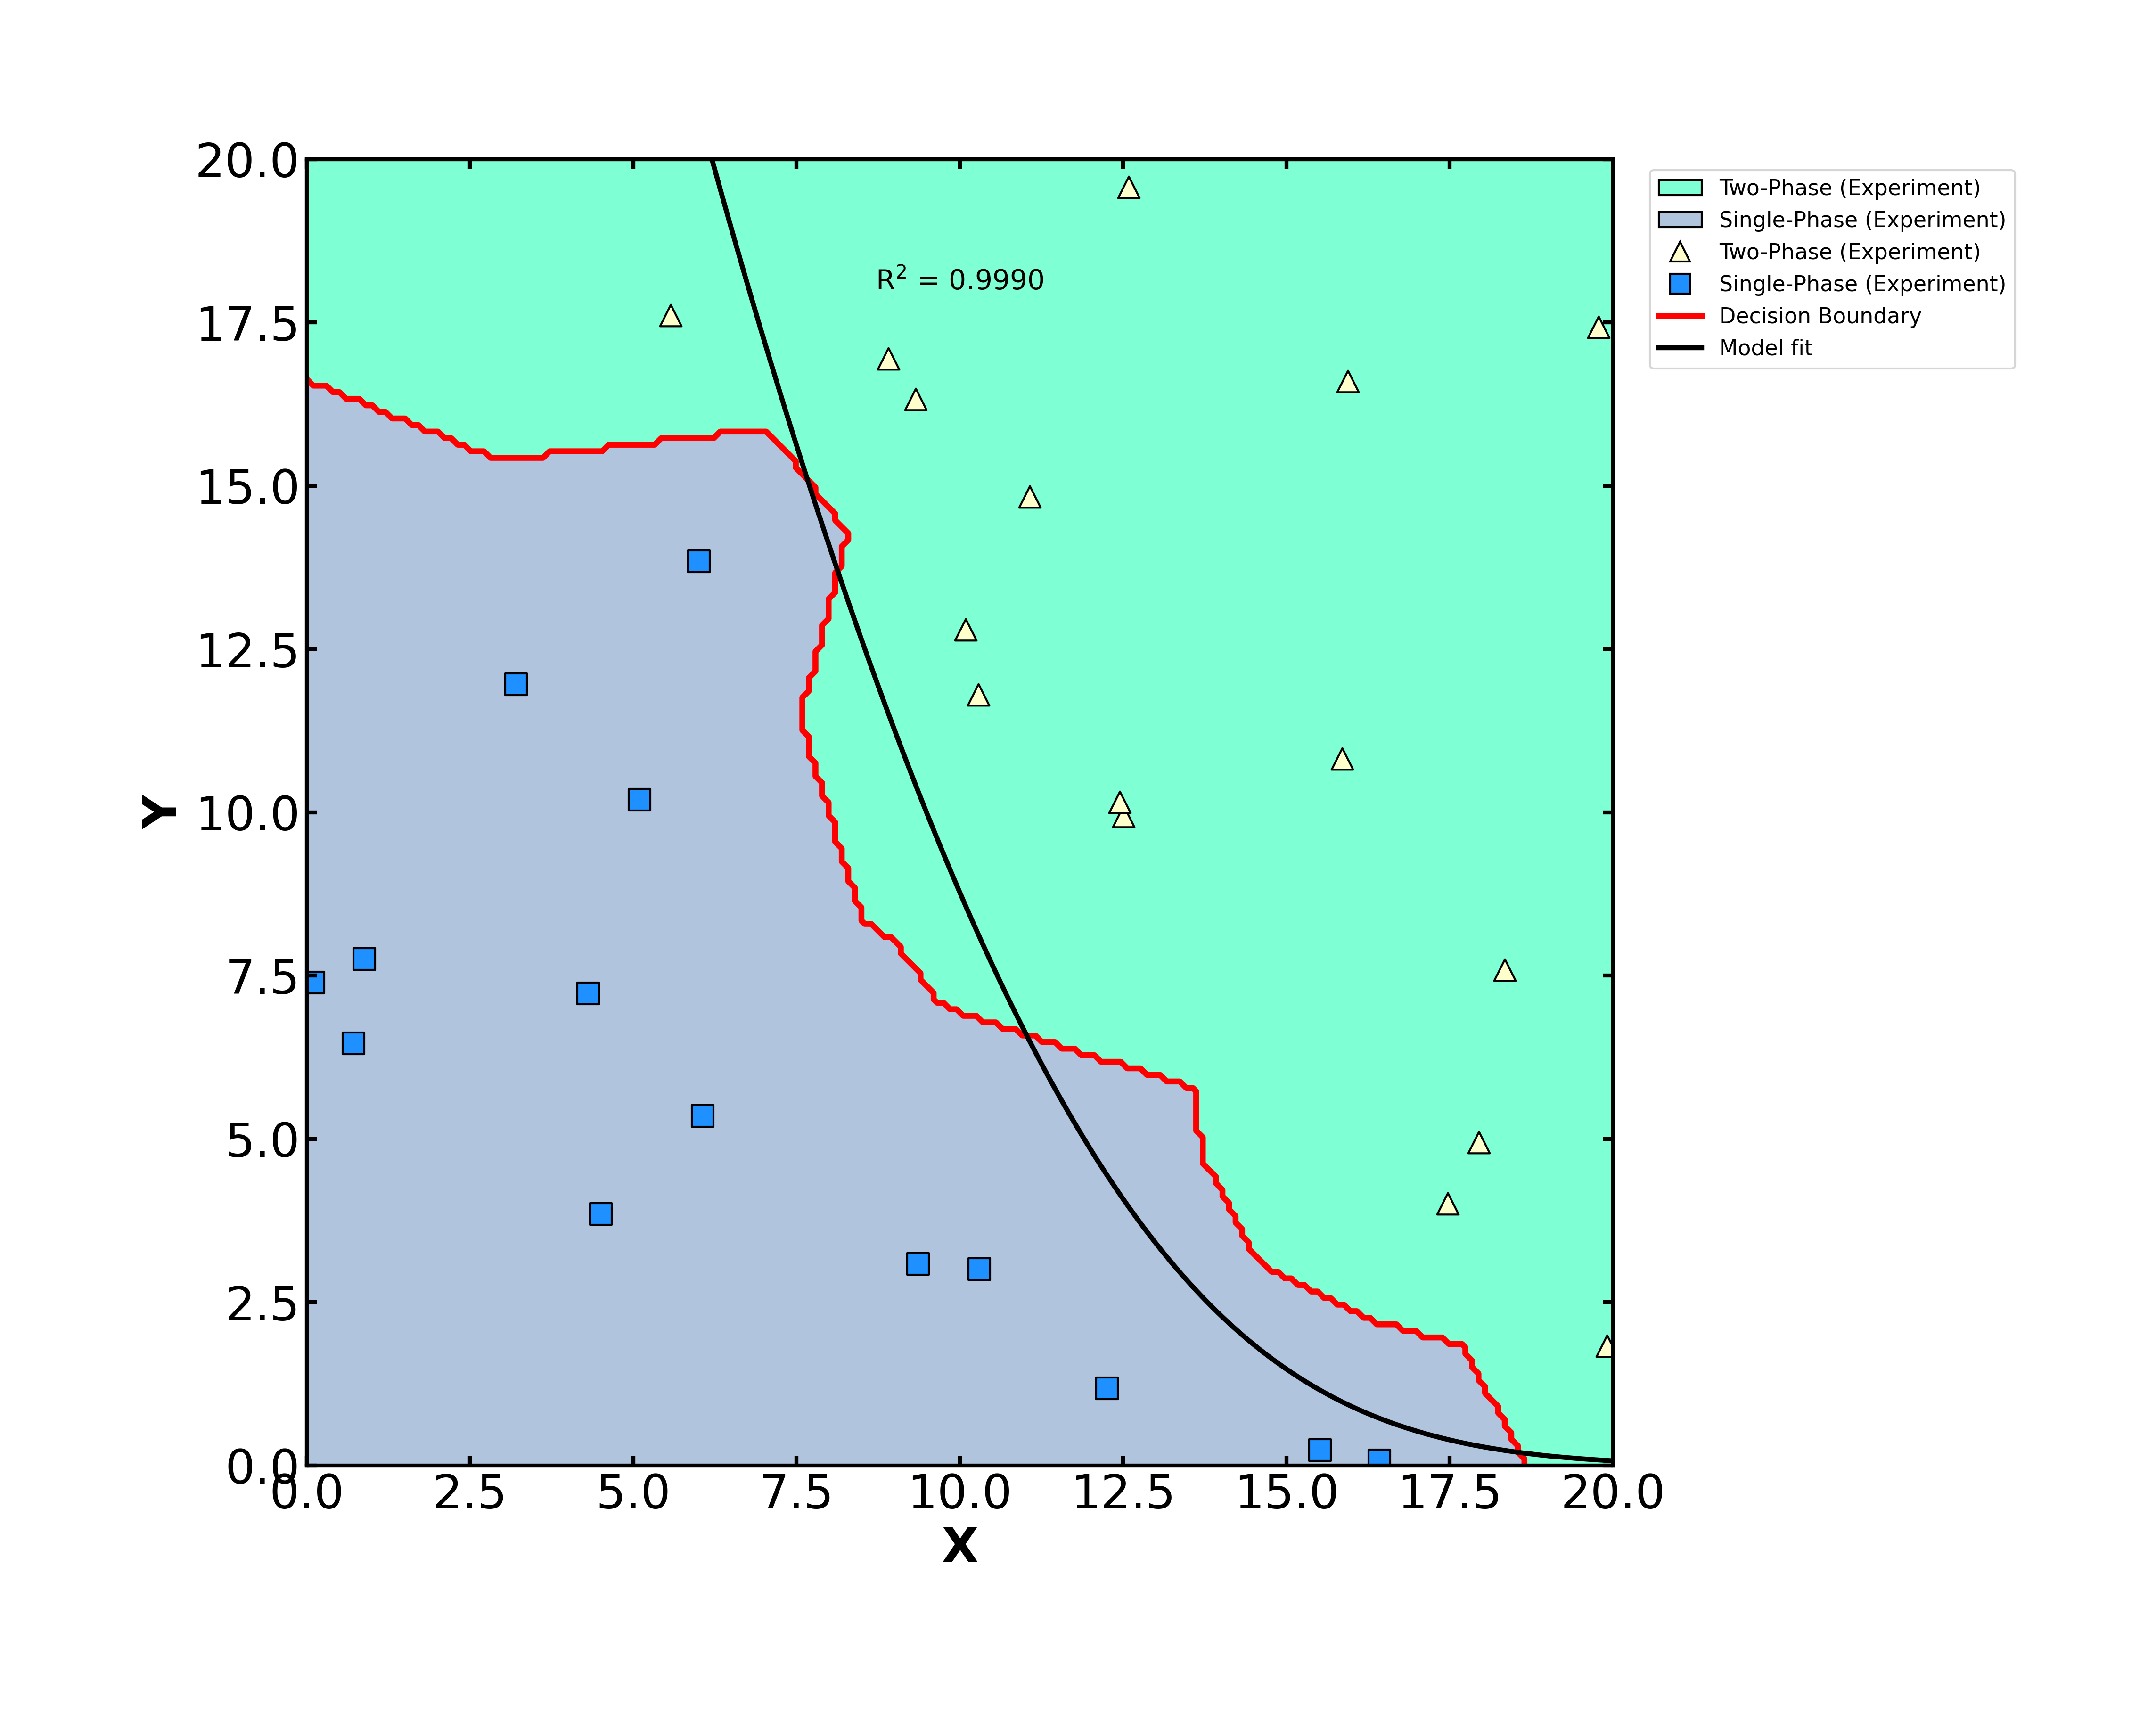 20.0
17.5
15.0
12.5
10.0
7.5
5.0
2.5
0.0
Y
0.0 2.5 5.0 7.5 10.0 12.5 15.0 17.5 20.0
X
R² = 0.9990
Two-Phase (Experiment)
Single-Phase (Experiment)
Two-Phase (Experiment)
Single-Phase (Experiment)
Decision Boundary
Model fit